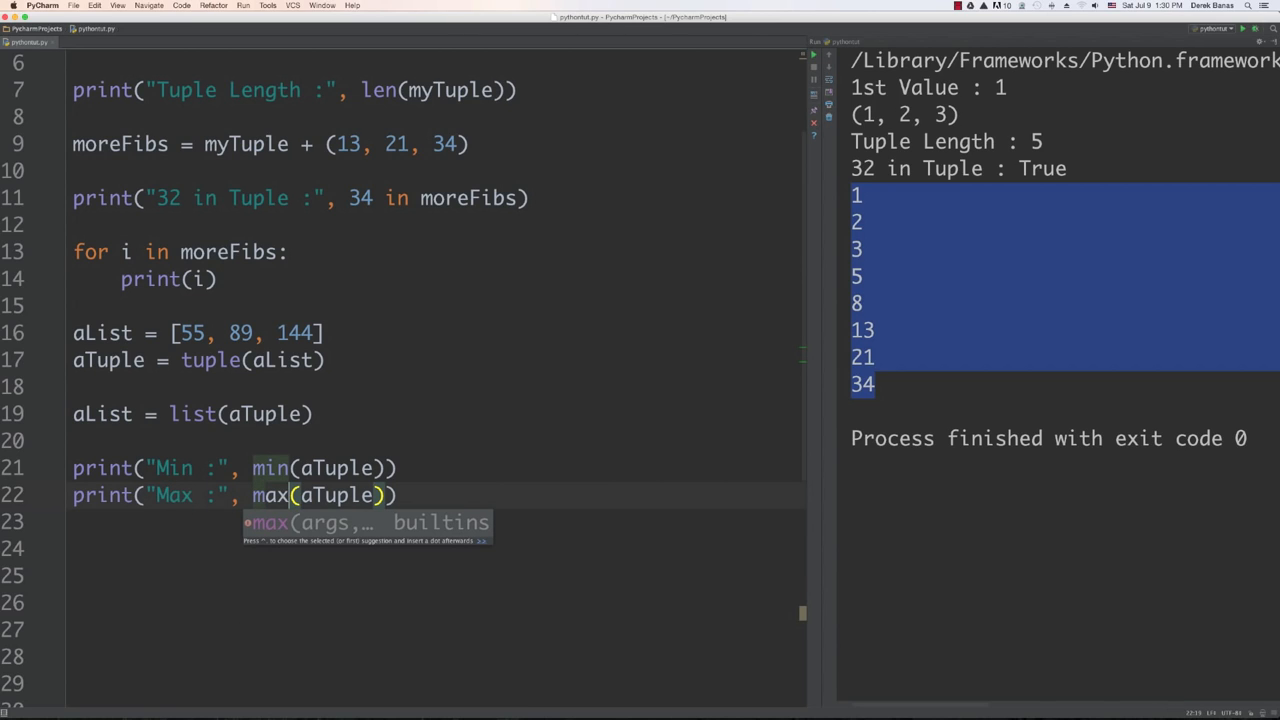 PyCharm File Edit View Navigate Code Refactor Run Tools VCS Window Help
10 Sat Jul 9 1:30 PM Derek Banas
pythontut.py - PycharmProjects - [~/PycharmProjects]
PycharmProjects pythontut.py pythontut
pythontut.py
Run pythontut
6
7 print("Tuple Length :", len(myTuple))
8
9 moreFibs = myTuple + (13, 21, 34)
10
11 print("32 in Tuple :", 34 in moreFibs)
12
13 for i in moreFibs:
14 print(i)
15
16 aList = [55, 89, 144]
17 aTuple = tuple(aList)
18
19 aList = list(aTuple)
20
21 print("Min :", min(aTuple))
22 print("Max :", max(aTuple))
23 max(args,… builtins
Press ^. to choose the selected (or first) suggestion and insert a dot afterwards >>
24
25
26
27
28
29
30
/Library/Frameworks/Python.framework
1st Value : 1
(1, 2, 3)
Tuple Length : 5
32 in Tuple : True
1
2
3
5
8
13
21
34
Process finished with exit code 0
22:19 LF‡ UTF-8‡